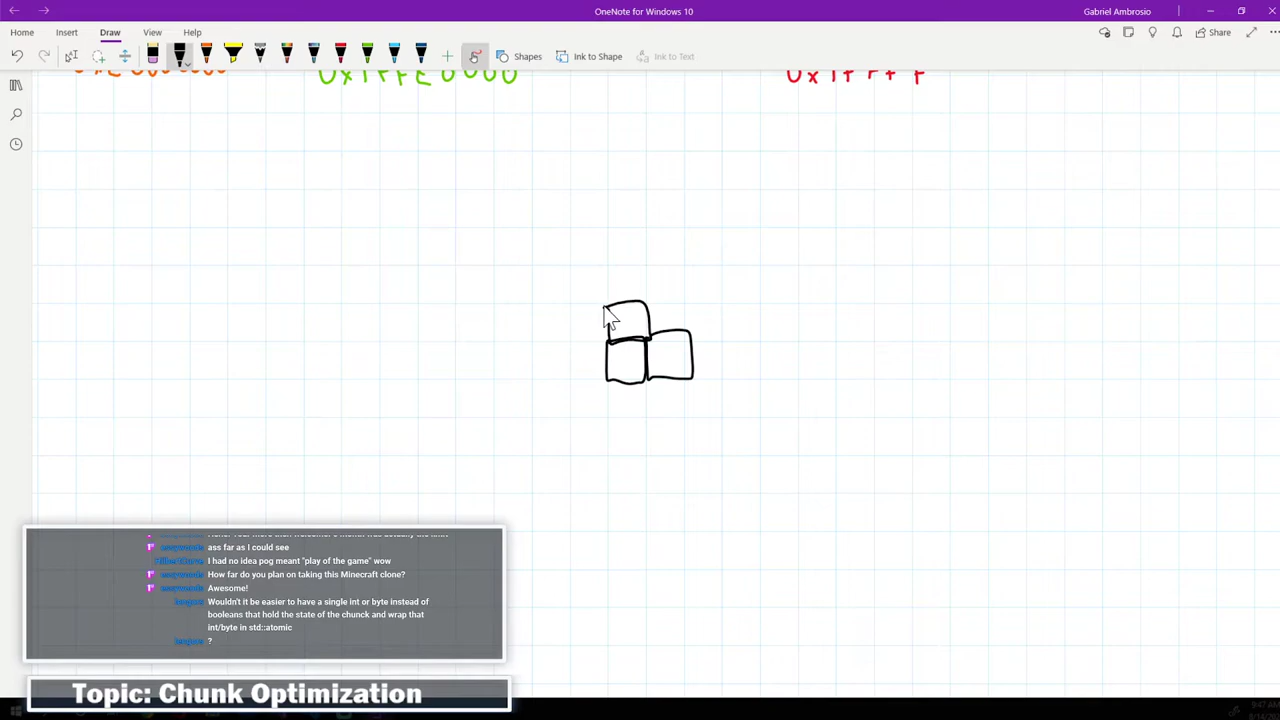 OneNote for Windows 10
Gabriel Ambrosio
Home Insert Draw View Help
Share
Shapes
Ink to Shape
Ink to Text
0x1FFE0000
0x1FFFF
ass far as I could see
I had no idea pog meant "play of the game" wow
How far do you plan on taking this Minecraft clone?
Awesome!
Wouldn't it be easier to have a single int or byte instead of
booleans that hold the state of the chunck and wrap that
int/byte in std::atomic
?
Topic: Chunk Optimization